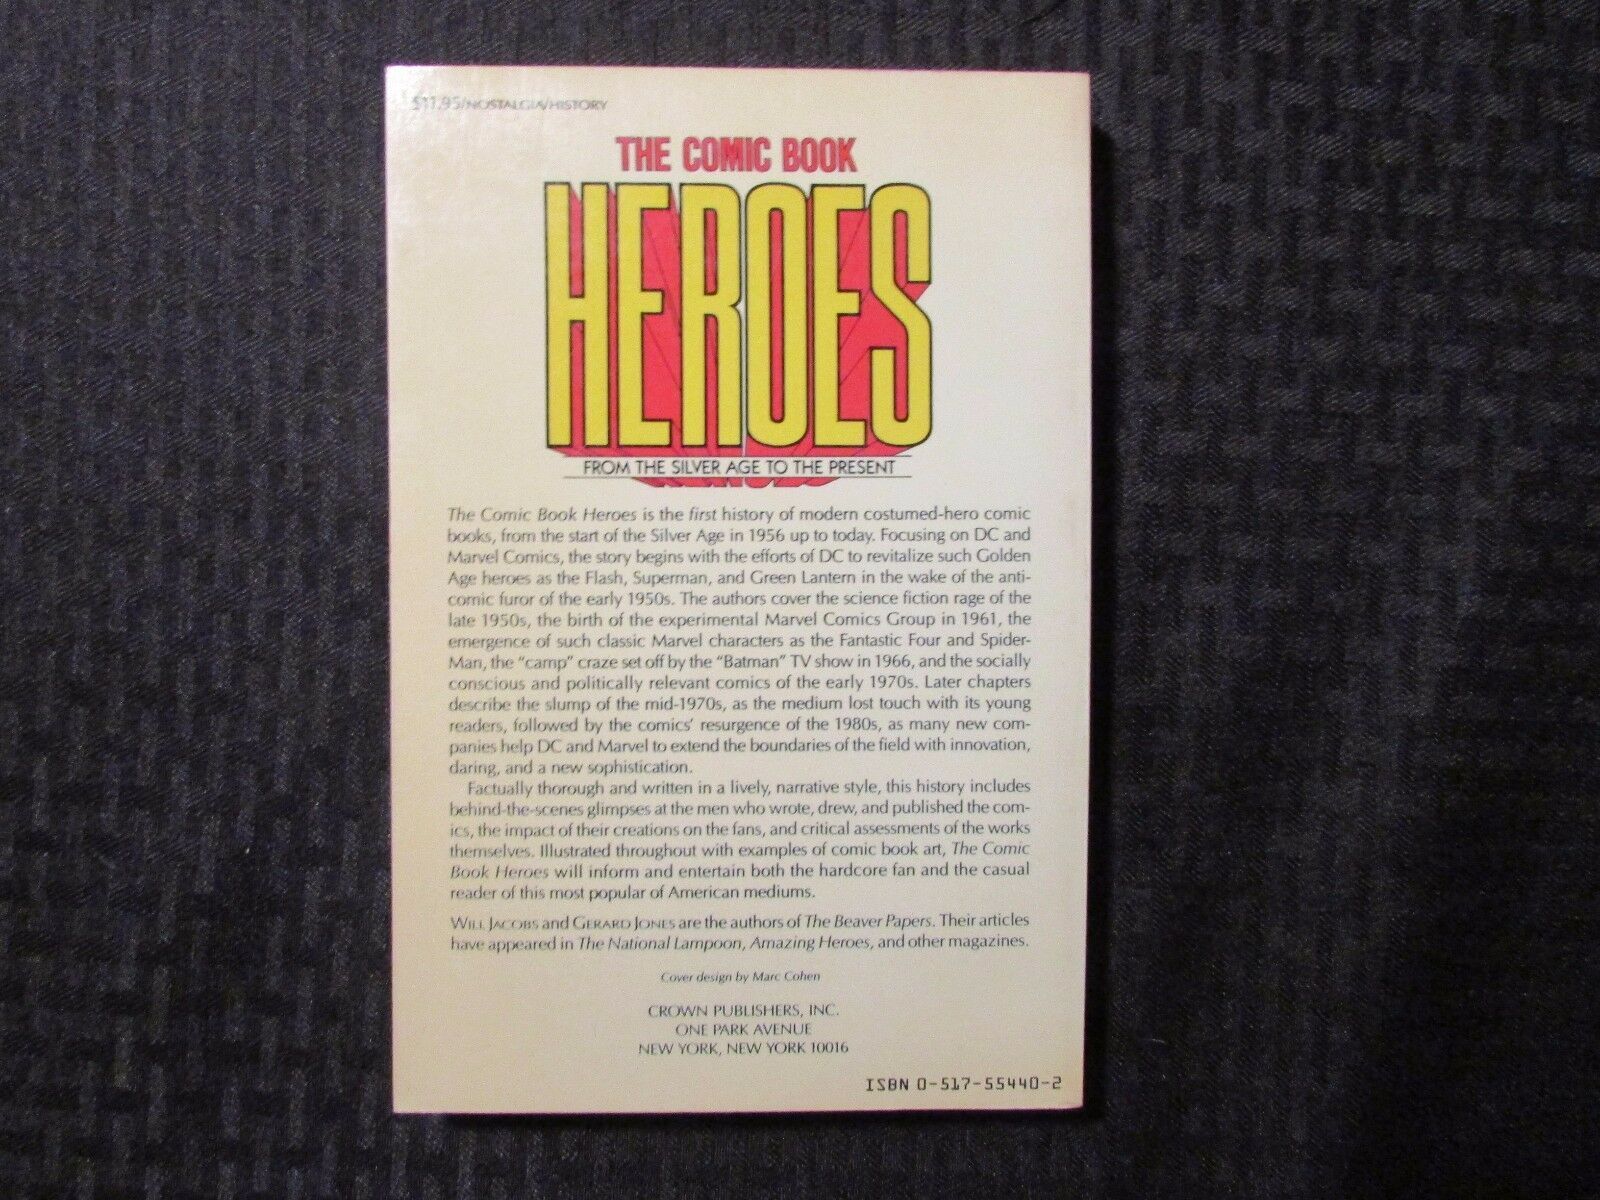 $11.95/NOSTALGIA/HISTORY
THE COMIC BOOK
HEROES
FROM THE SILVER AGE TO THE PRESENT
The Comic Book Heroes is the first history of modern costumed-hero comic
books, from the start of the Silver Age in 1956 up to today. Focusing on DC and
Marvel Comics, the story begins with the efforts of DC to revitalize such Golden
Age heroes as the Flash, Superman, and Green Lantern in the wake of the anti-
comic furor of the early 1950s. The authors cover the science fiction rage of the
late 1950s, the birth of the experimental Marvel Comics Group in 1961, the
emergence of such classic Marvel characters as the Fantastic Four and Spider-
Man, the "camp" craze set off by the "Batman" TV show in 1966, and the socially
conscious and politically relevant comics of the early 1970s. Later chapters
describe the slump of the mid-1970s, as the medium lost touch with its young
readers, followed by the comics' resurgence of the 1980s, as many new com-
panies help DC and Marvel to extend the boundaries of the field with innovation,
daring, and a new sophistication.
Factually thorough and written in a lively, narrative style, this history includes
behind-the-scenes glimpses at the men who wrote, drew, and published the com-
ics, the impact of their creations on the fans, and critical assessments of the works
themselves. Illustrated throughout with examples of comic book art, The Comic
Book Heroes will inform and entertain both the hardcore fan and the casual
reader of this most popular of American mediums.
WILL JACOBS and GERARD JONES are the authors of The Beaver Papers. Their articles
have appeared in The National Lampoon, Amazing Heroes, and other magazines.
Cover design by Marc Cohen
CROWN PUBLISHERS, INC.
ONE PARK AVENUE
NEW YORK, NEW YORK 10016
ISBN 0-517-55440-2